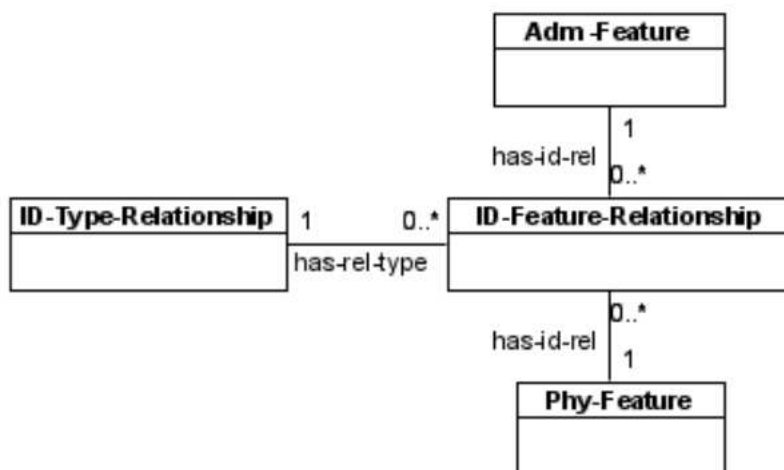 Adm-Feature
1
has-id-rel
0..*
ID-Type-Relationship
1
0..*
ID-Feature-Relationship
has-rel-type
0..*
has-id-rel
1
Phy-Feature